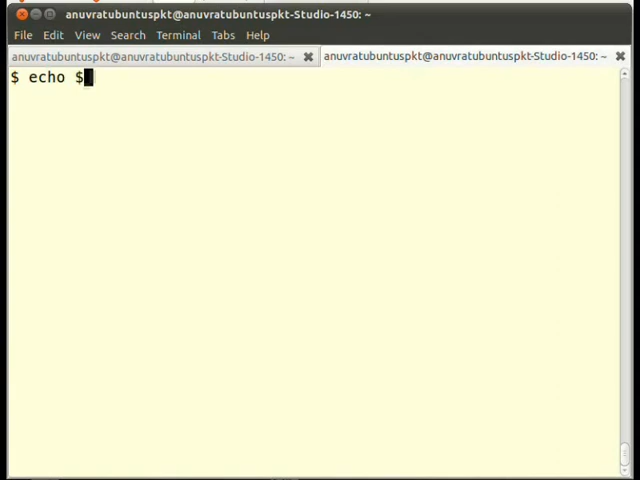 anuvratubuntuspkt@anuvratubuntuspkt-Studio-1450: ~
File Edit View Search Terminal Tabs Help
anuvratubuntuspkt@anuvratubuntuspkt-Studio-1450: ~ anuvratubuntuspkt@anuvratubuntuspkt-Studio-1450: ~
$ echo $